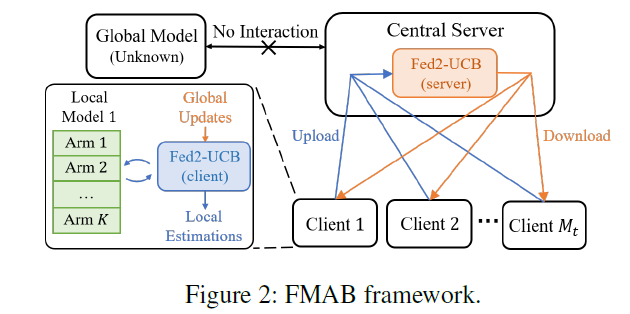 Global Model
(Unknown)
No Interaction
Central Server
Fed2-UCB
(server)
Local
Model 1
Arm 1
Arm 2
...
Arm K
Global
Updates
Fed2-UCB
(client)
Local
Estimations
Upload
Download
Client 1
Client 2
...
Client Mt
Figure 2: FMAB framework.